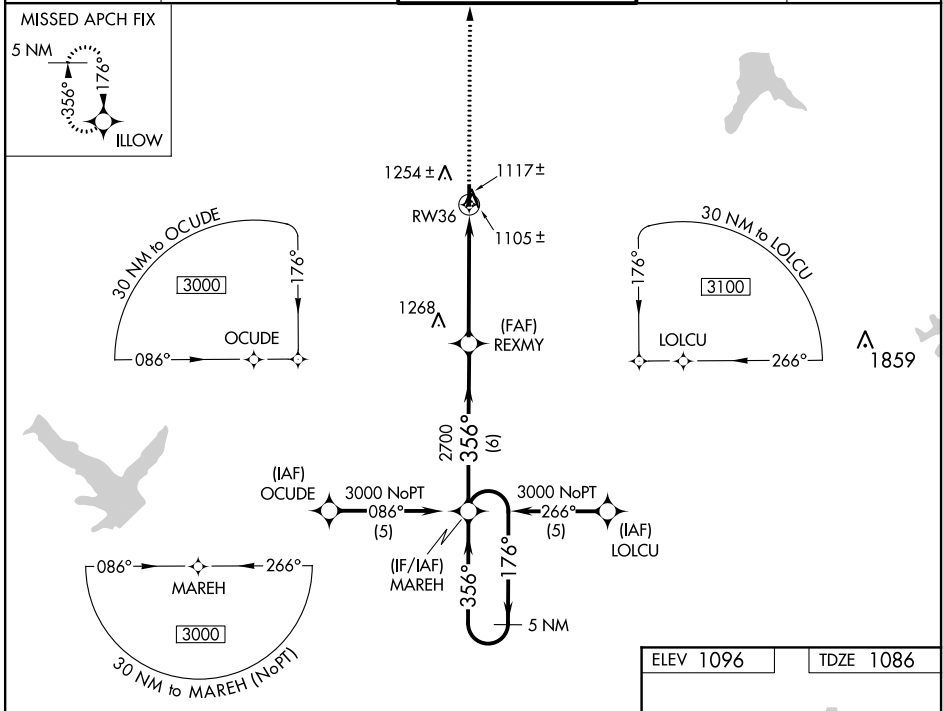 MISSED APCH FIX
5 NM
356°
176°
ILLOW
1254 ±
1117 ±
RW36
1105 ±
30 NM to OCUDE
3000
176°
OCUDE
086°
30 NM to LOLCU
176°
3100
LOLCU
266°
1268
(FAF)
REXMY
1859
2700
356°
(6)
(IAF)
OCUDE
3000 NoPT
086°
(5)
3000 NoPT
266°
(5)
(IAF)
LOLCU
(IF/IAF)
MAREH
356°
176°
5 NM
086°
266°
MAREH
3000
30 NM to MAREH (NoPT)
ELEV 1096
TDZE 1086